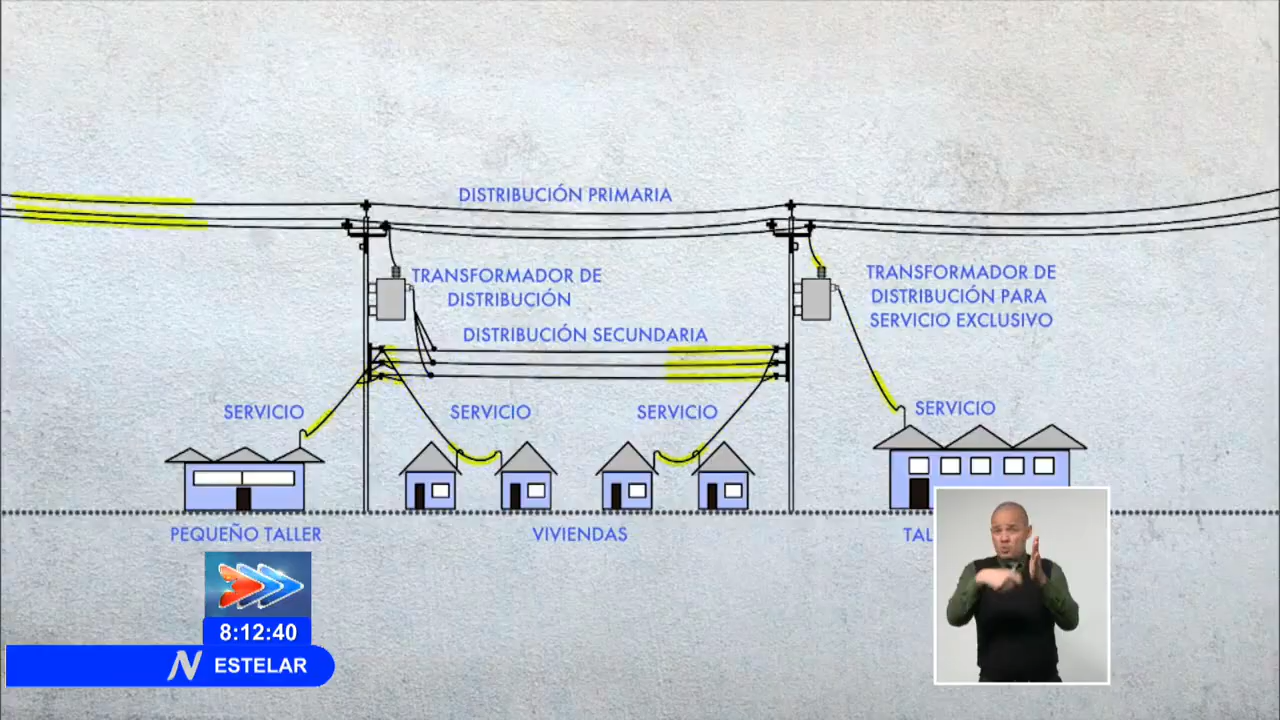 DISTRIBUCIÓN PRIMARIA
TRANSFORMADOR DE
DISTRIBUCIÓN
TRANSFORMADOR DE
DISTRIBUCIÓN PARA
SERVICIO EXCLUSIVO
DISTRIBUCIÓN SECUNDARIA
SERVICIO
SERVICIO
SERVICIO
SERVICIO
PEQUEÑO TALLER
VIVIENDAS
8:12:40
N ESTELAR